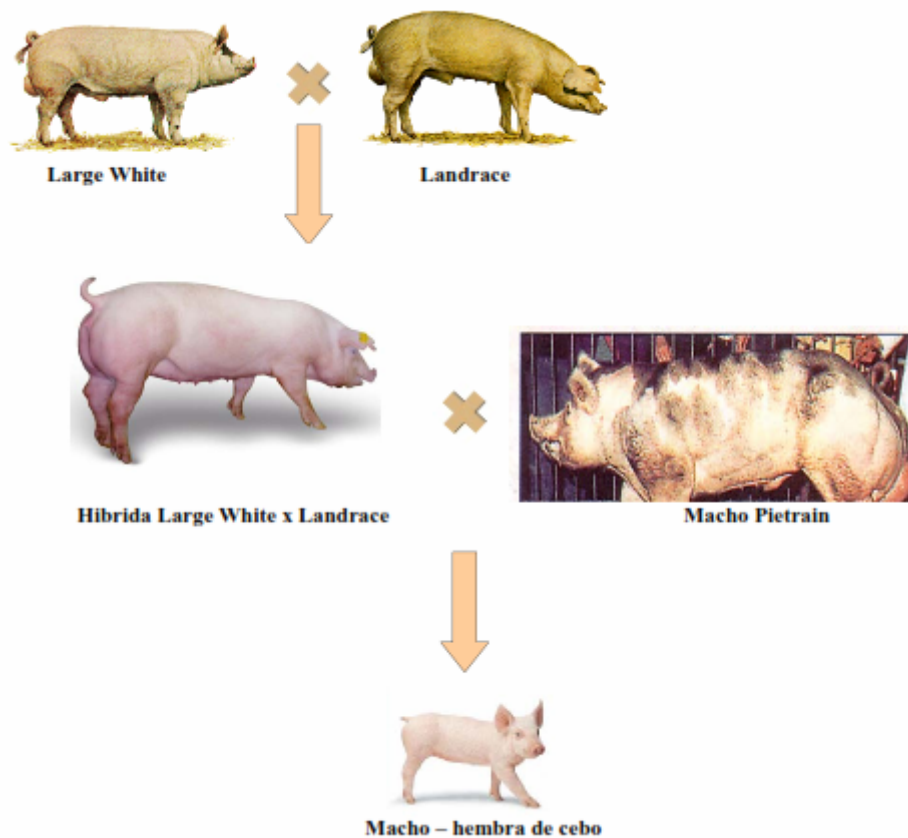 Large White
Landrace
Hibrida Large White x Landrace
Macho Pietrain
Macho – hembra de cebo